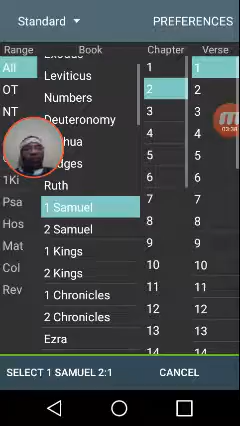 Standard PREFERENCES
Range Book Chapter Verse
All Exodus 1 1
OT Leviticus 2 2
NT Numbers 3 3
Deuteronomy 4 4
5 5
1Ki Ruth 6 6
Psa 1 Samuel 7 7
Hos 2 Samuel 8 8
Mat 1 Kings 9 9
Col 2 Kings 10 10
Rev 1 Chronicles 11 11
2 Chronicles 12 12
Ezra 13 13
14 14
SELECT 1 SAMUEL 2:1 CANCEL